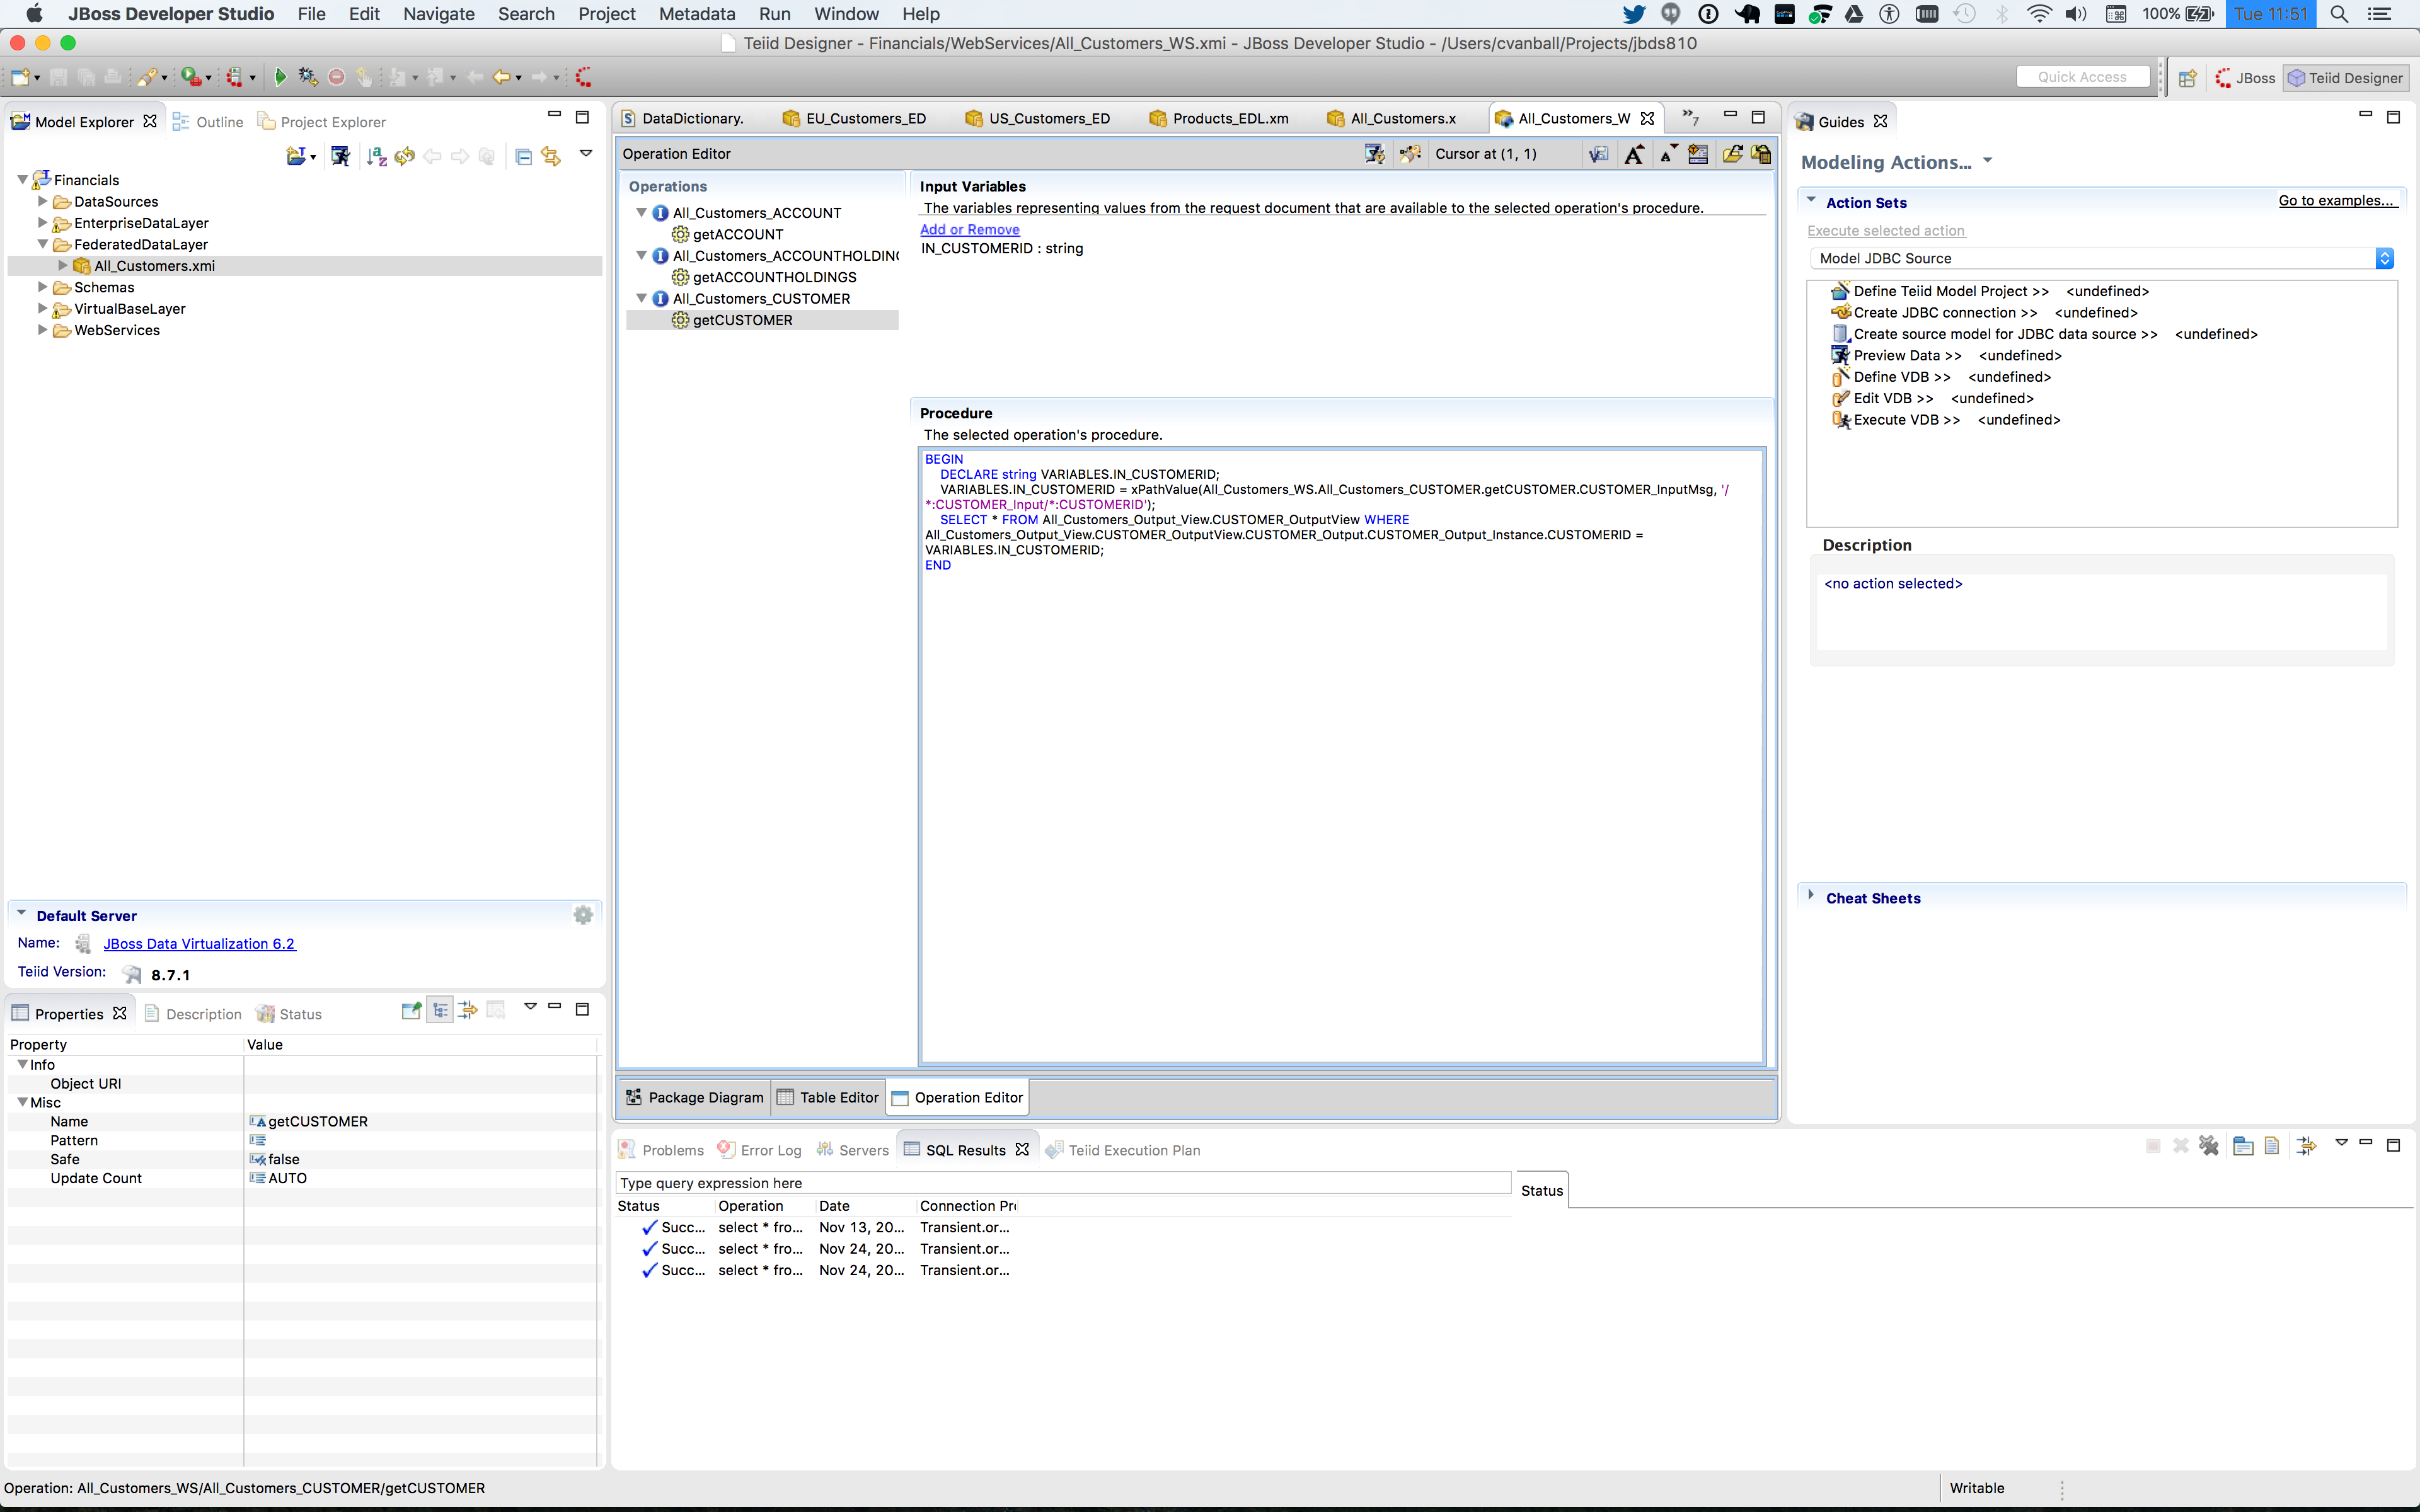 JBoss Developer Studio File Edit Navigate Search Project Metadata Run Window Help 100% Tue 11:51
Teiid Designer - Financials/WebServices/All_Customers_WS.xmi - JBoss Developer Studio - /Users/cvanball/Projects/jbds810
Quick Access JBoss Teiid Designer
Model Explorer Outline Project Explorer
Financials
DataSources
EnterpriseDataLayer
FederatedDataLayer
All_Customers.xmi
Schemas
VirtualBaseLayer
WebServices
Default Server
Name: JBoss Data Virtualization 6.2
Teiid Version: 8.7.1
Properties Description Status
Property Value
Info
Object URI
Misc
Name getCUSTOMER
Pattern
Safe false
Update Count AUTO
DataDictionary. EU_Customers_ED US_Customers_ED Products_EDL.xm All_Customers.x All_Customers_W »7
Operation Editor Cursor at (1, 1)
Operations
All_Customers_ACCOUNT
getACCOUNT
All_Customers_ACCOUNTHOLDIN
getACCOUNTHOLDINGS
All_Customers_CUSTOMER
getCUSTOMER
Input Variables
The variables representing values from the request document that are available to the selected operation's procedure.
Add or Remove
IN_CUSTOMERID : string
Procedure
The selected operation's procedure.
BEGIN
DECLARE string VARIABLES.IN_CUSTOMERID;
VARIABLES.IN_CUSTOMERID = xPathValue(All_Customers_WS.All_Customers_CUSTOMER.getCUSTOMER.CUSTOMER_InputMsg, '/
*:CUSTOMER_Input/*:CUSTOMERID');
SELECT * FROM All_Customers_Output_View.CUSTOMER_OutputView WHERE
All_Customers_Output_View.CUSTOMER_OutputView.CUSTOMER_Output.CUSTOMER_Output_Instance.CUSTOMERID =
VARIABLES.IN_CUSTOMERID;
END
Package Diagram Table Editor Operation Editor
Problems Error Log Servers SQL Results Teiid Execution Plan
Type query expression here
Status Operation Date Connection Pr
Succ... select * fro... Nov 13, 20... Transient.or...
Succ... select * fro... Nov 24, 20... Transient.or...
Succ... select * fro... Nov 24, 20... Transient.or...
Status
Guides
Modeling Actions...
Action Sets Go to examples...
Execute selected action
Model JDBC Source
Define Teiid Model Project >> <undefined>
Create JDBC connection >> <undefined>
Create source model for JDBC data source >> <undefined>
Preview Data >> <undefined>
Define VDB >> <undefined>
Edit VDB >> <undefined>
Execute VDB >> <undefined>
Description
<no action selected>
Cheat Sheets
Operation: All_Customers_WS/All_Customers_CUSTOMER/getCUSTOMER Writable